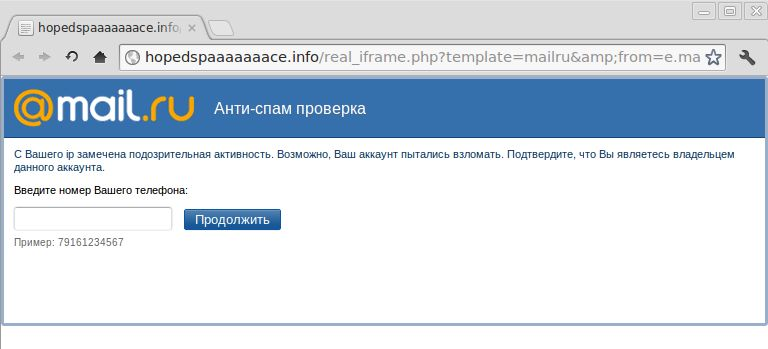 hopedspaaaaaaace.info
hopedspaaaaaaace.info/real_iframe.php?template=mailru&amp;from=e.ma
@mail.ru Анти-спам проверка
С Вашего ip замечена подозрительная активность. Возможно, Ваш аккаунт пытались взломать. Подтвердите, что Вы являетесь владельцем
данного аккаунта.
Введите номер Вашего телефона:
Продолжить
Пример: 79161234567